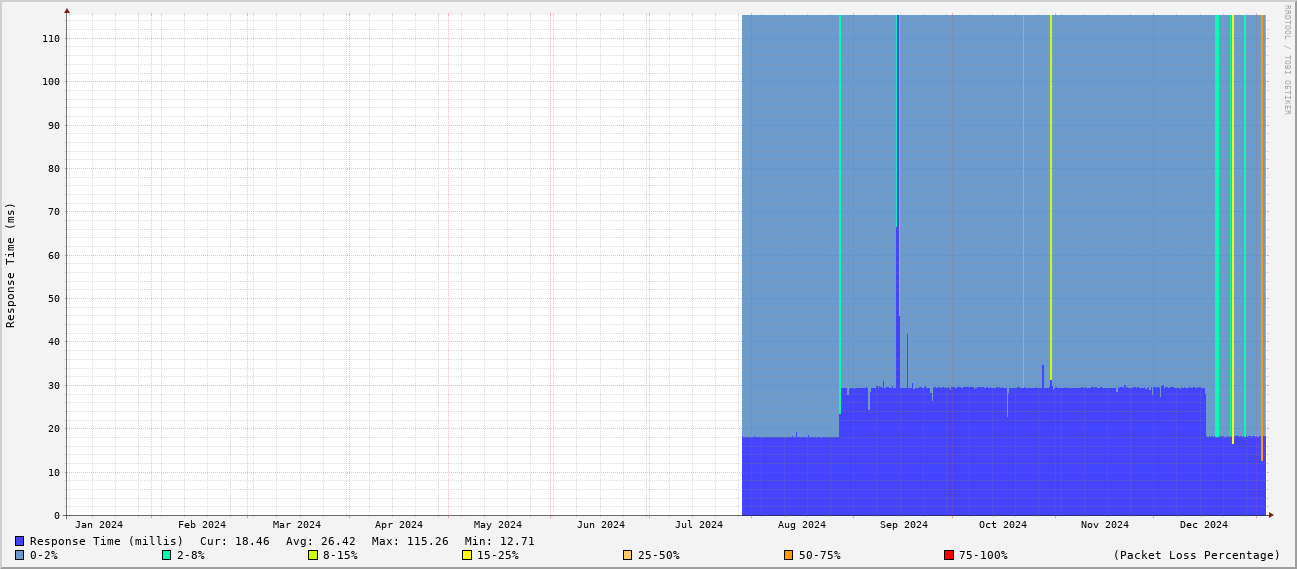 RRDTOOL / TOBI OETIKER
Response Time (ms)
110
100
90
80
70
60
50
40
30
20
10
0
Jan 2024 Feb 2024 Mar 2024 Apr 2024 May 2024 Jun 2024 Jul 2024 Aug 2024 Sep 2024 Oct 2024 Nov 2024 Dec 2024
Response Time (millis) Cur: 18.46 Avg: 26.42 Max: 115.26 Min: 12.71
0-2% 2-8% 8-15% 15-25% 25-50% 50-75% 75-100% (Packet Loss Percentage)